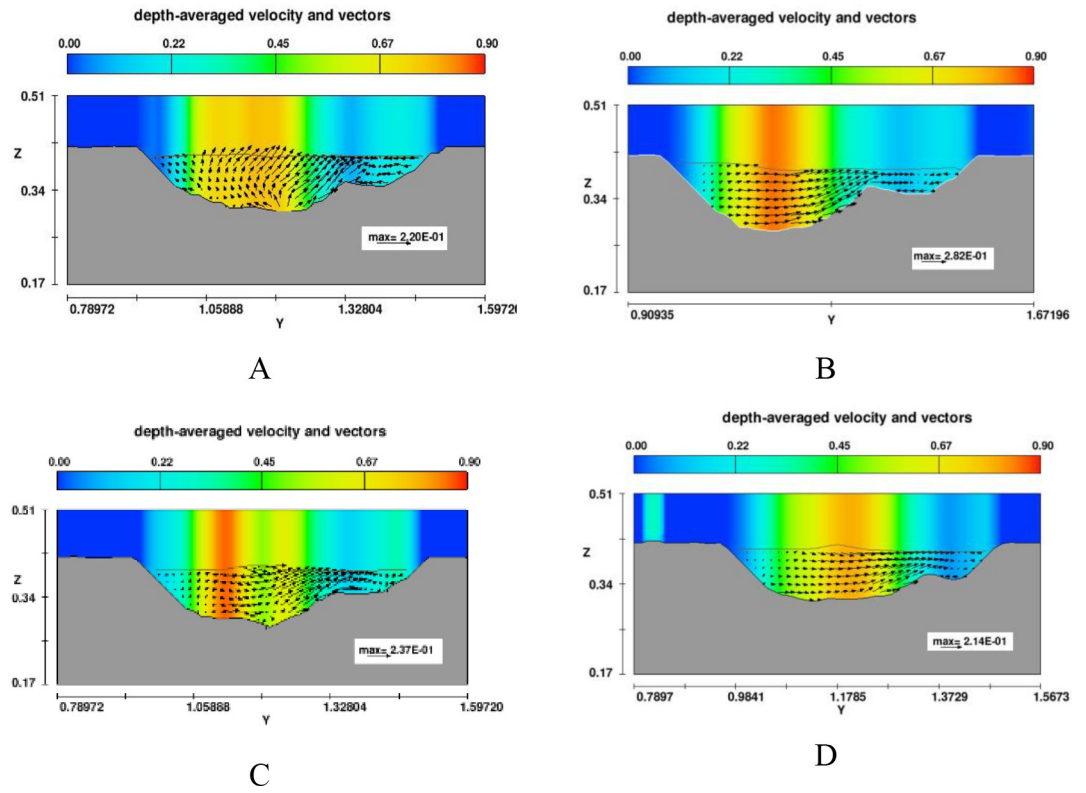 depth-averaged velocity and vectors
0.00 0.22 0.45 0.67 0.90
0.51
Z
0.34
max= 2.20E-01
0.17
0.78972 1.05888 1.32804 1.5972
Y
A
depth-averaged velocity and vectors
0.00 0.22 0.45 0.67 0.90
0.51
Z
0.34
max= 2.82E-01
0.17
0.90935 1.67196
Y
B
depth-averaged velocity and vectors
0.00 0.22 0.45 0.67 0.90
0.51
Z
0.34
max= 2.37E-01
0.17
0.78972 1.05888 1.32804 1.59720
Y
C
depth-averaged velocity and vectors
0.00 0.22 0.45 0.67 0.90
0.51
Z
0.34
max= 2.14E-01
0.17
0.7897 0.9841 1.1785 1.3729 1.5673
Y
D